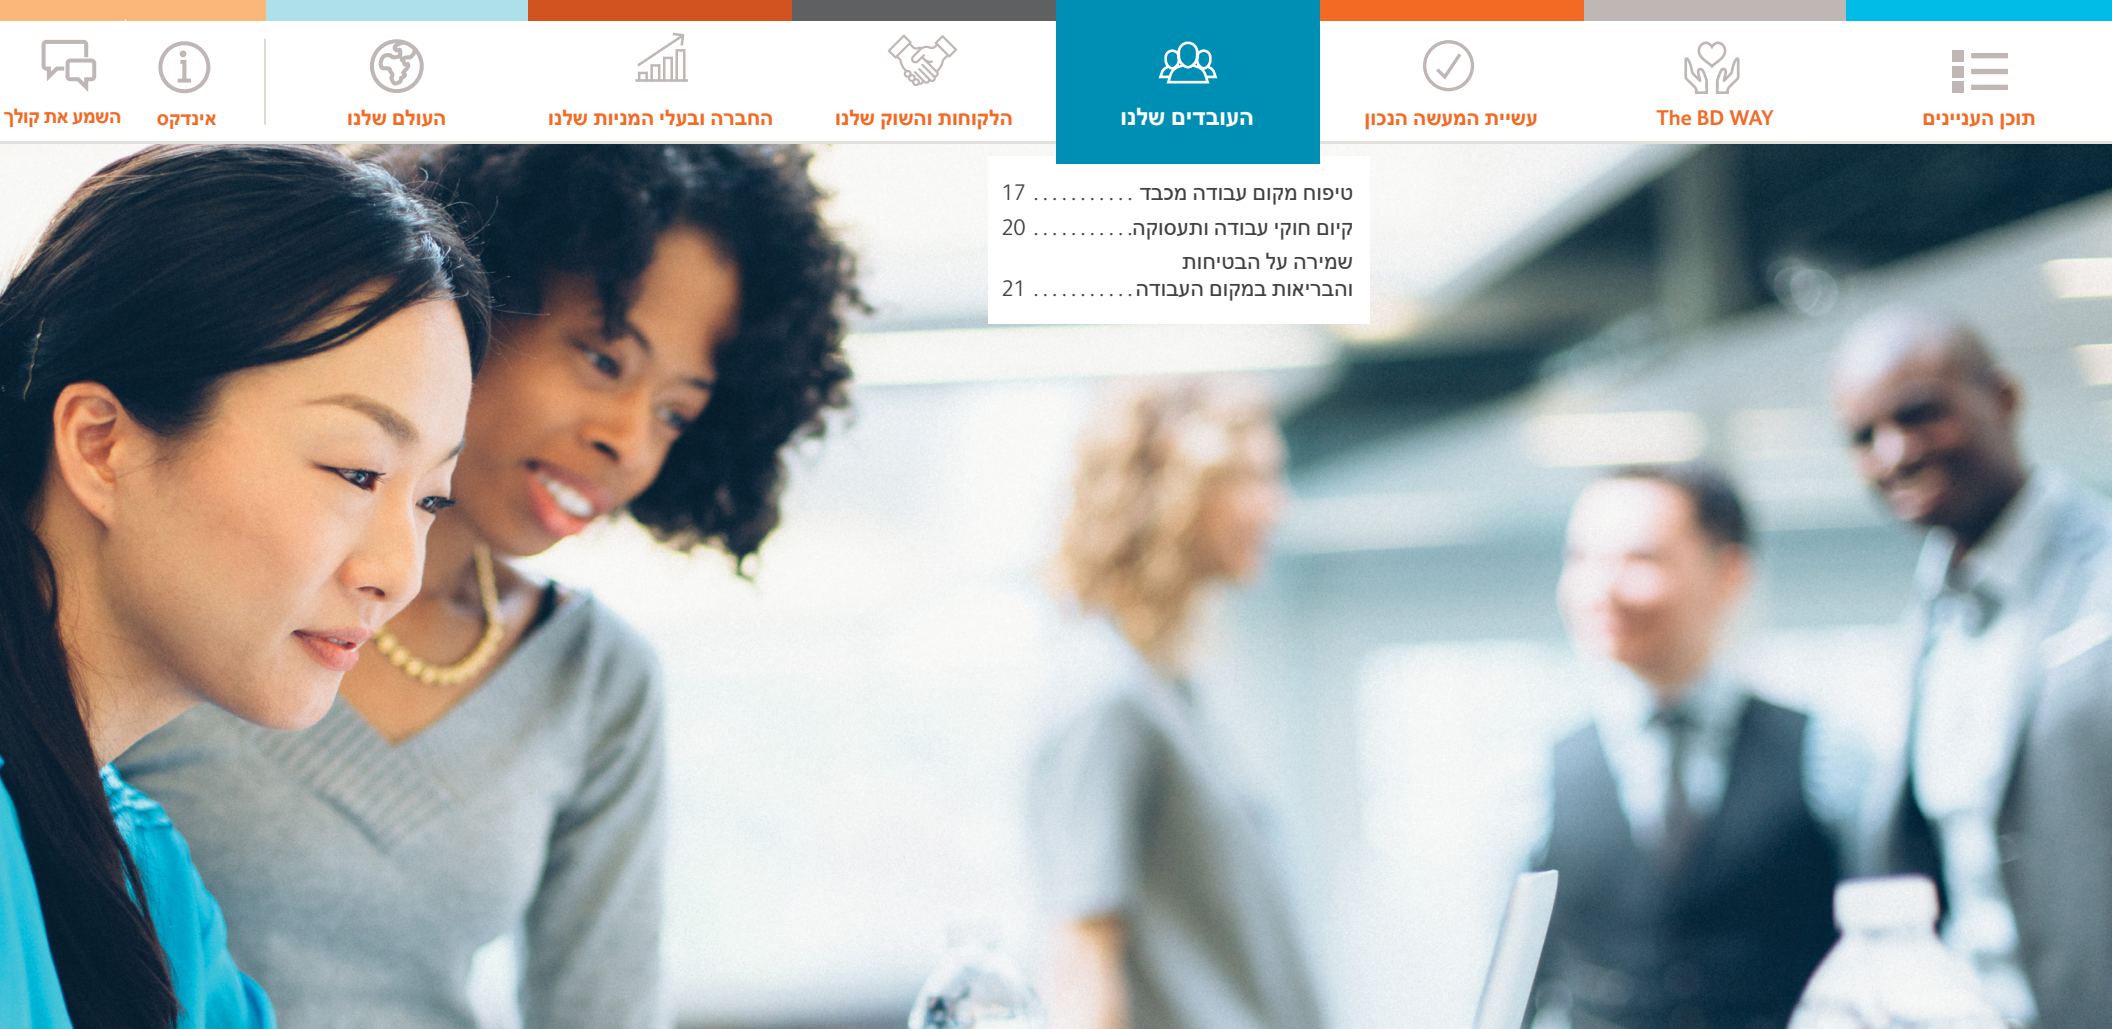 תוכן העניינים
The BD WAY
עשיית המעשה הנכון
העובדים שלנו
הלקוחות והשוק שלנו
החברה ובעלי המניות שלנו
העולם שלנו
אינדקס
השמע את קולך
טיפוח מקום עבודה מכבד ........... 17
קיום חוקי עבודה ותעסוקה........... 20
שמירה על הבטיחות
והבריאות במקום העבודה........... 21